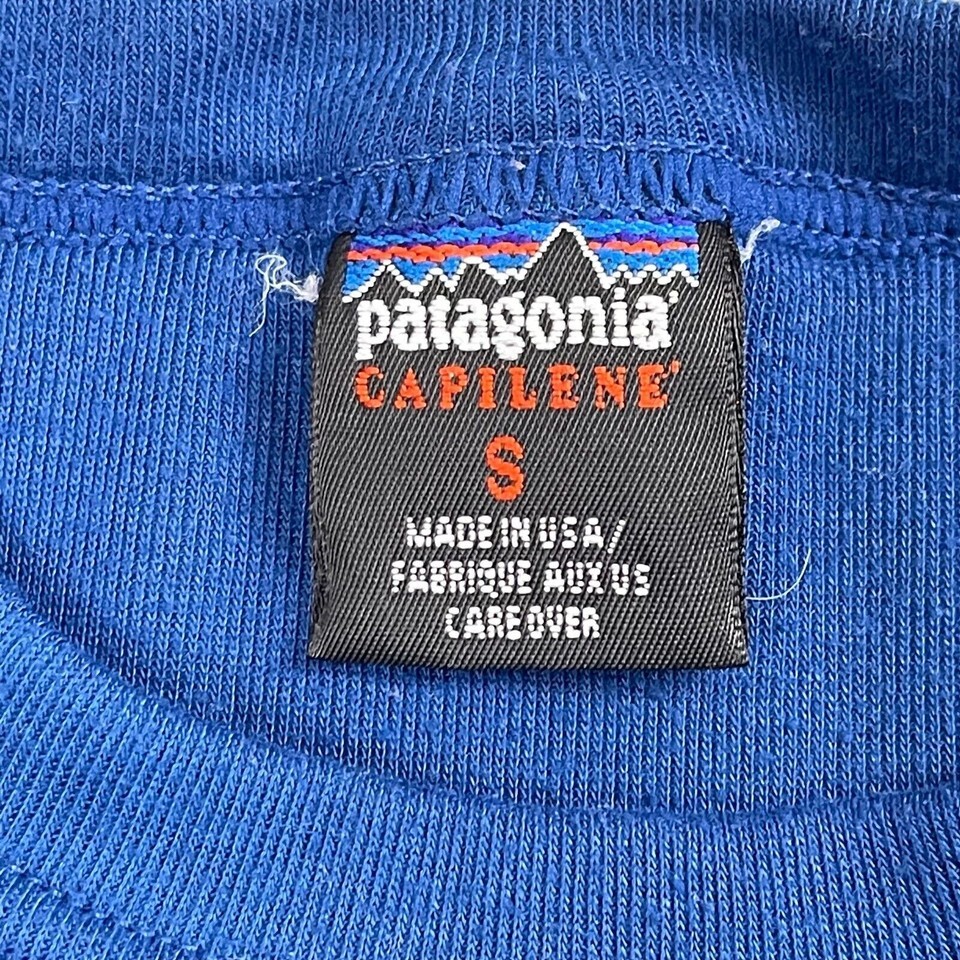 patagonia®
CAPILENE®
S
MADE IN USA/
FABRIQUE AUX US
CARE OVER